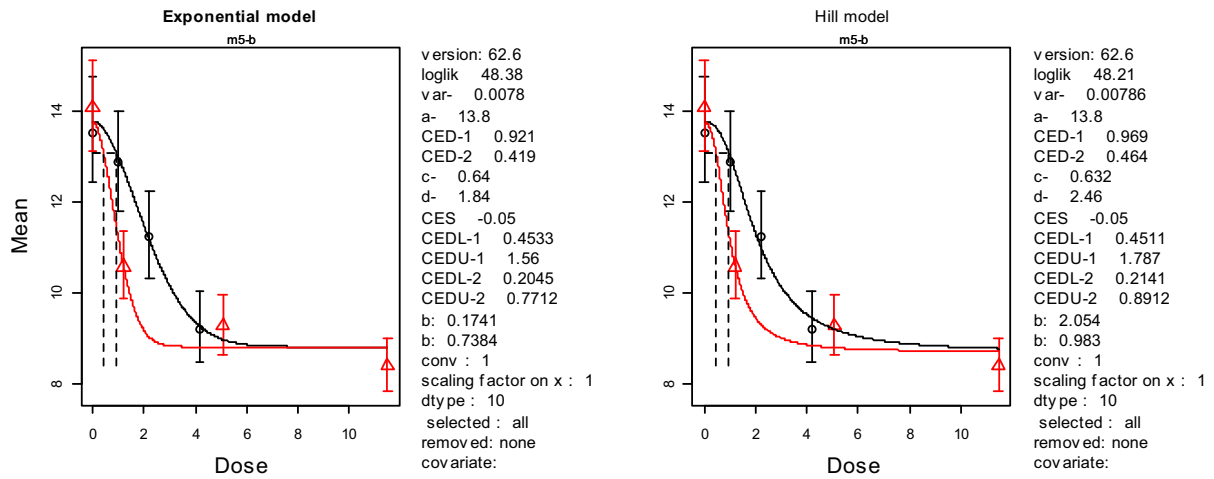 Exponential model
m5-b
14
12
10
8
Mean
0 2 4 6 8 10
Dose
version: 62.6
loglik 48.38
var- 0.0078
a- 13.8
CED-1 0.921
CED-2 0.419
c- 0.64
d- 1.84
CES -0.05
CEDL-1 0.4533
CEDU-1 1.56
CEDL-2 0.2045
CEDU-2 0.7712
b: 0.1741
b: 0.7384
conv : 1
scaling factor on x : 1
dtype : 10
selected : all
removed: none
covariate:
Hill model
m5-b
14
12
10
8
0 2 4 6 8 10
Dose
version: 62.6
loglik 48.21
var- 0.00786
a- 13.8
CED-1 0.969
CED-2 0.464
c- 0.632
d- 2.46
CES -0.05
CEDL-1 0.4511
CEDU-1 1.787
CEDL-2 0.2141
CEDU-2 0.8912
b: 2.054
b: 0.983
conv : 1
scaling factor on x : 1
dtype : 10
selected : all
removed: none
covariate: